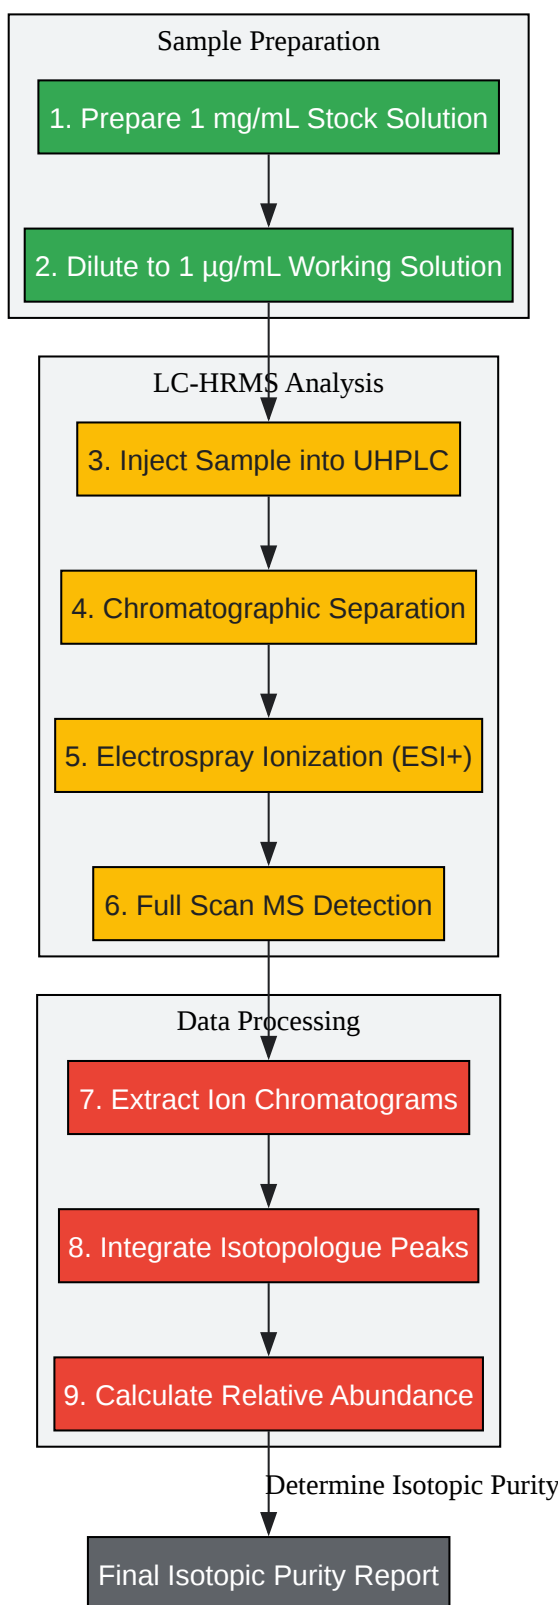 Sample Preparation
1. Prepare 1 mg/mL Stock Solution
2. Dilute to 1 µg/mL Working Solution
LC-HRMS Analysis
3. Inject Sample into UHPLC
4. Chromatographic Separation
5. Electrospray Ionization (ESI+)
6. Full Scan MS Detection
Data Processing
7. Extract Ion Chromatograms
8. Integrate Isotopologue Peaks
9. Calculate Relative Abundance
Determine Isotopic Purity
Final Isotopic Purity Report